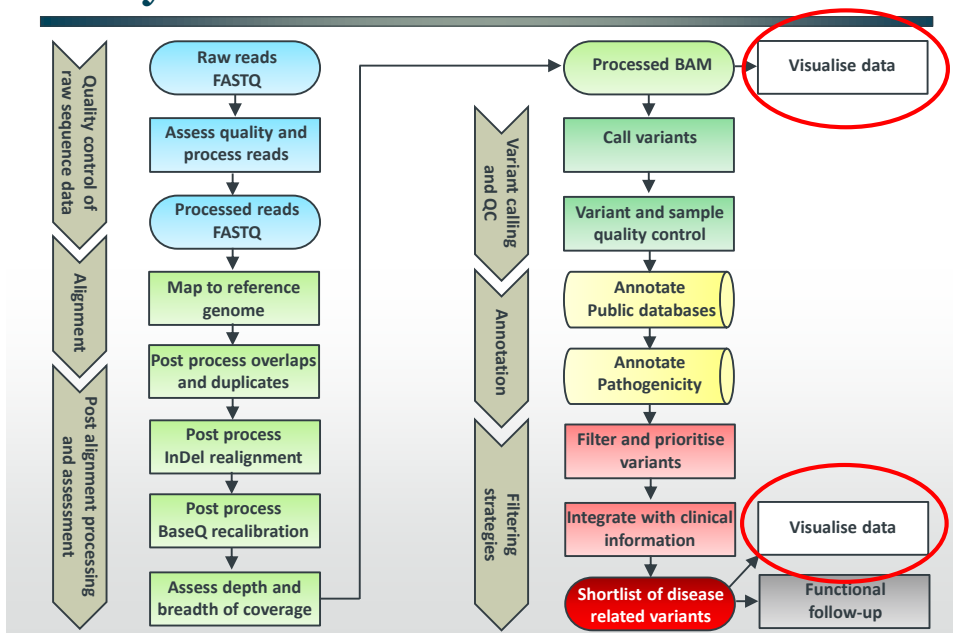 Quality control of
raw sequence data
Alignment
Post alignment processing
and assessment
Raw reads
FASTQ
Assess quality and
process reads
Processed reads
FASTQ
Map to reference
genome
Post process overlaps
and duplicates
Post process
InDel realignment
Post process
BaseQ recalibration
Assess depth and
breadth of coverage
Variant calling
and QC
Annotation
Filtering
strategies
Processed BAM
Visualise data
Call variants
Variant and sample
quality control
Annotate
Public databases
Annotate
Pathogenicity
Filter and prioritise
variants
Integrate with clinical
information
Visualise data
Shortlist of disease
related variants
Functional
follow-up